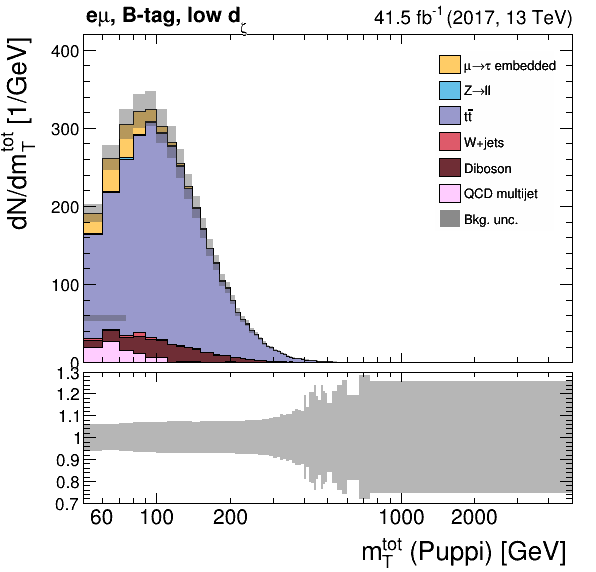 eμ, B-tag, low dζ 41.5 fb⁻¹ (2017, 13 TeV)
dN/dm_T^tot [1/GeV]
400
300
200
100
0
μ→τ embedded
Z→ll
tt̄
W+jets
Diboson
QCD multijet
Bkg. unc.
1.3
1.2
1.1
1
0.9
0.8
0.7
60 100 200 1000 2000
m_T^tot (Puppi) [GeV]